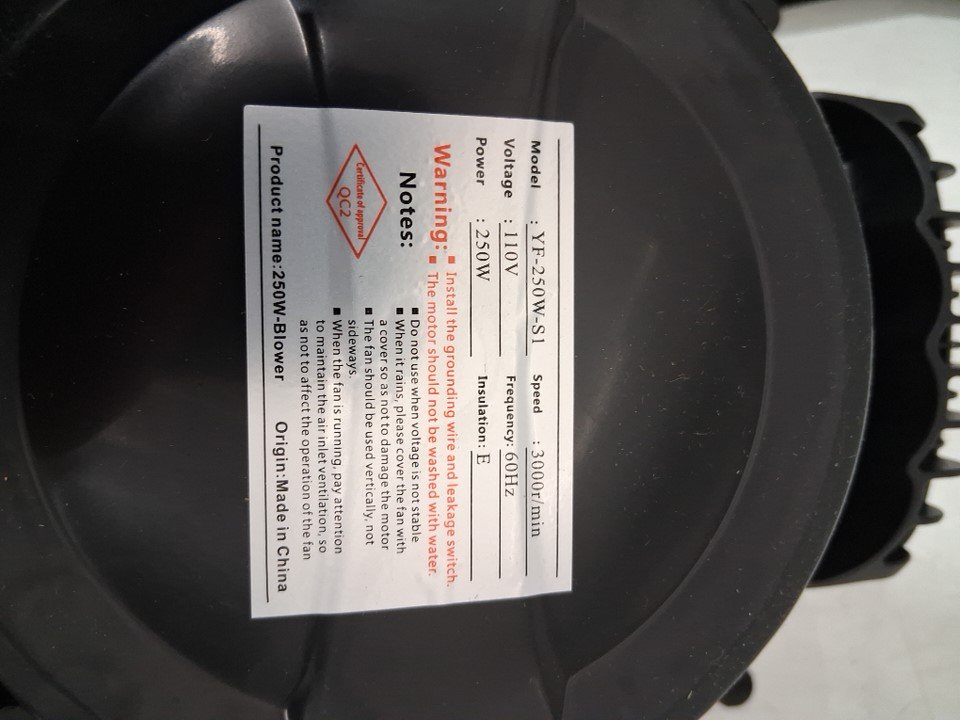 Model : YF-250W-S1 Speed : 3000r/min
Voltage : 110V Frequency: 60Hz
Power : 250W Insulation: E
Warning: ■ Install the grounding wire and leakage switch.
■ The motor should not be washed with water.
Notes: ■ Do not use when voltage is not stable
■ When it rains, please cover the fan with
a cover so as not to damage the motor
■ The fan should be used vertically, not
sideways.
■ When the fan is running, pay attention
to maintain the air inlet ventilation, so
as not to affect the operation of the fan
Certificate of approval
QC2
Product name:250W-Blower Origin:Made in China